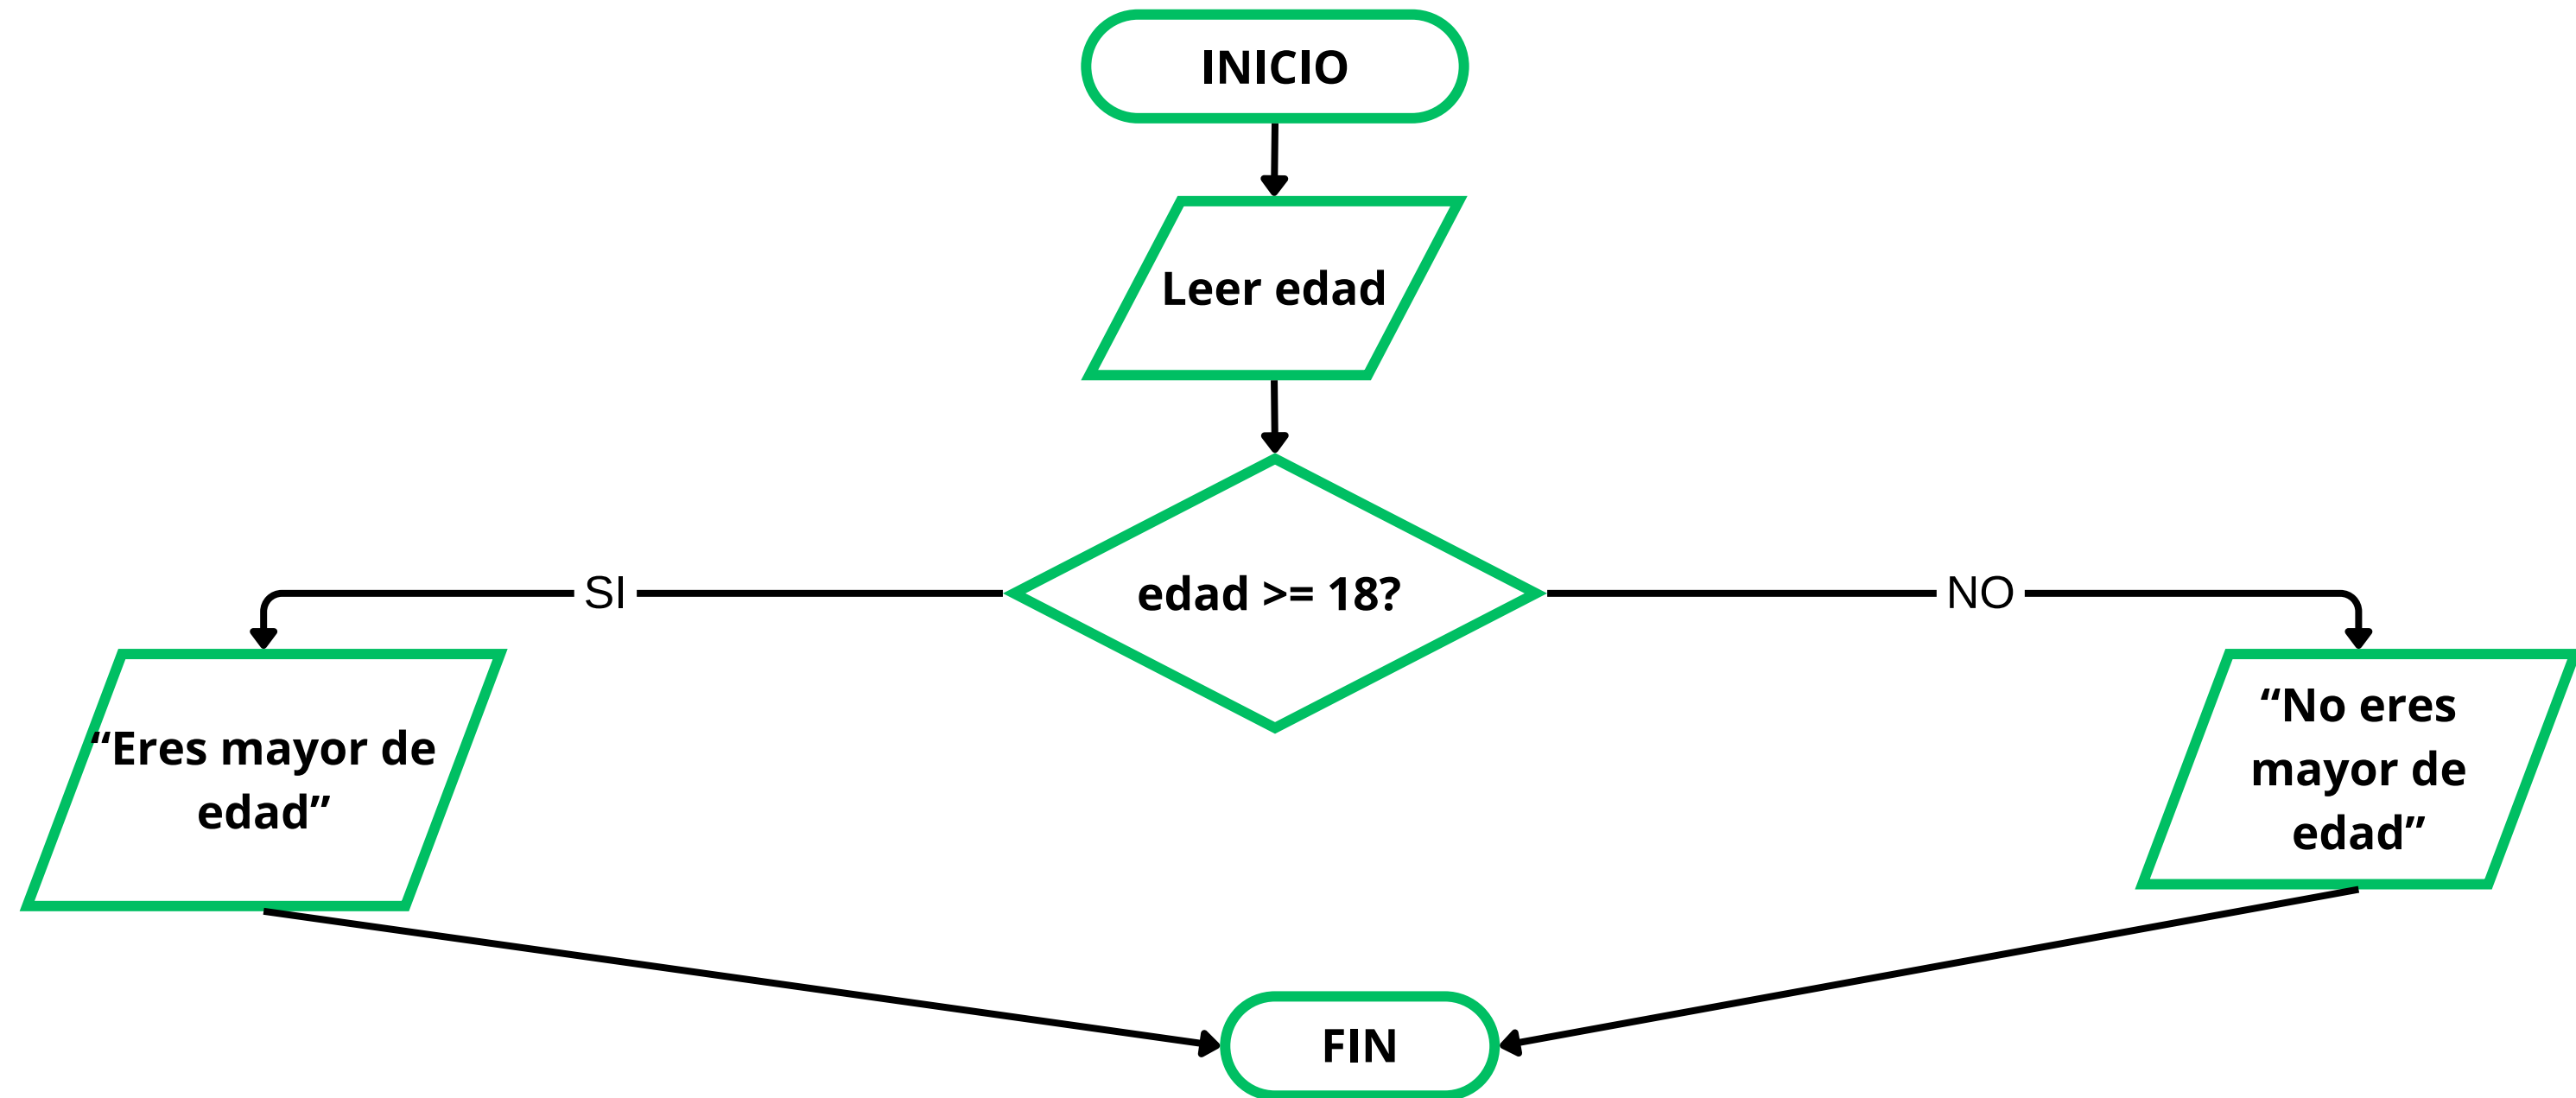 INICIO
Leer edad
edad >= 18?
SI
NO
“Eres mayor de
edad”
“No eres
mayor de
edad”
FIN